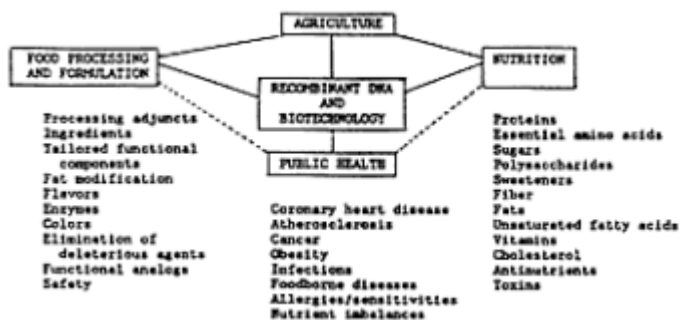 AGRICULTURE
FOOD PROCESSING
AND FORMULATION
NUTRITION
RECOMBINANT DNA
AND
BIOTECHNOLOGY
PUBLIC HEALTH
Processing adjuncts
Ingredients
Tailored functional
components
Fat modification
Flavors
Enzymes
Colors
Elimination of
deleterious agents
Functional analogs
Safety
Coronary heart disease
Atherosclerosis
Cancer
Obesity
Infections
Foodborne diseases
Allergies/sensitivities
Nutrient imbalances
Proteins
Essential amino acids
Sugars
Polysaccharides
Sweeteners
Fiber
Fats
Unsaturated fatty acids
Vitamins
Cholesterol
Antinutrients
Toxins